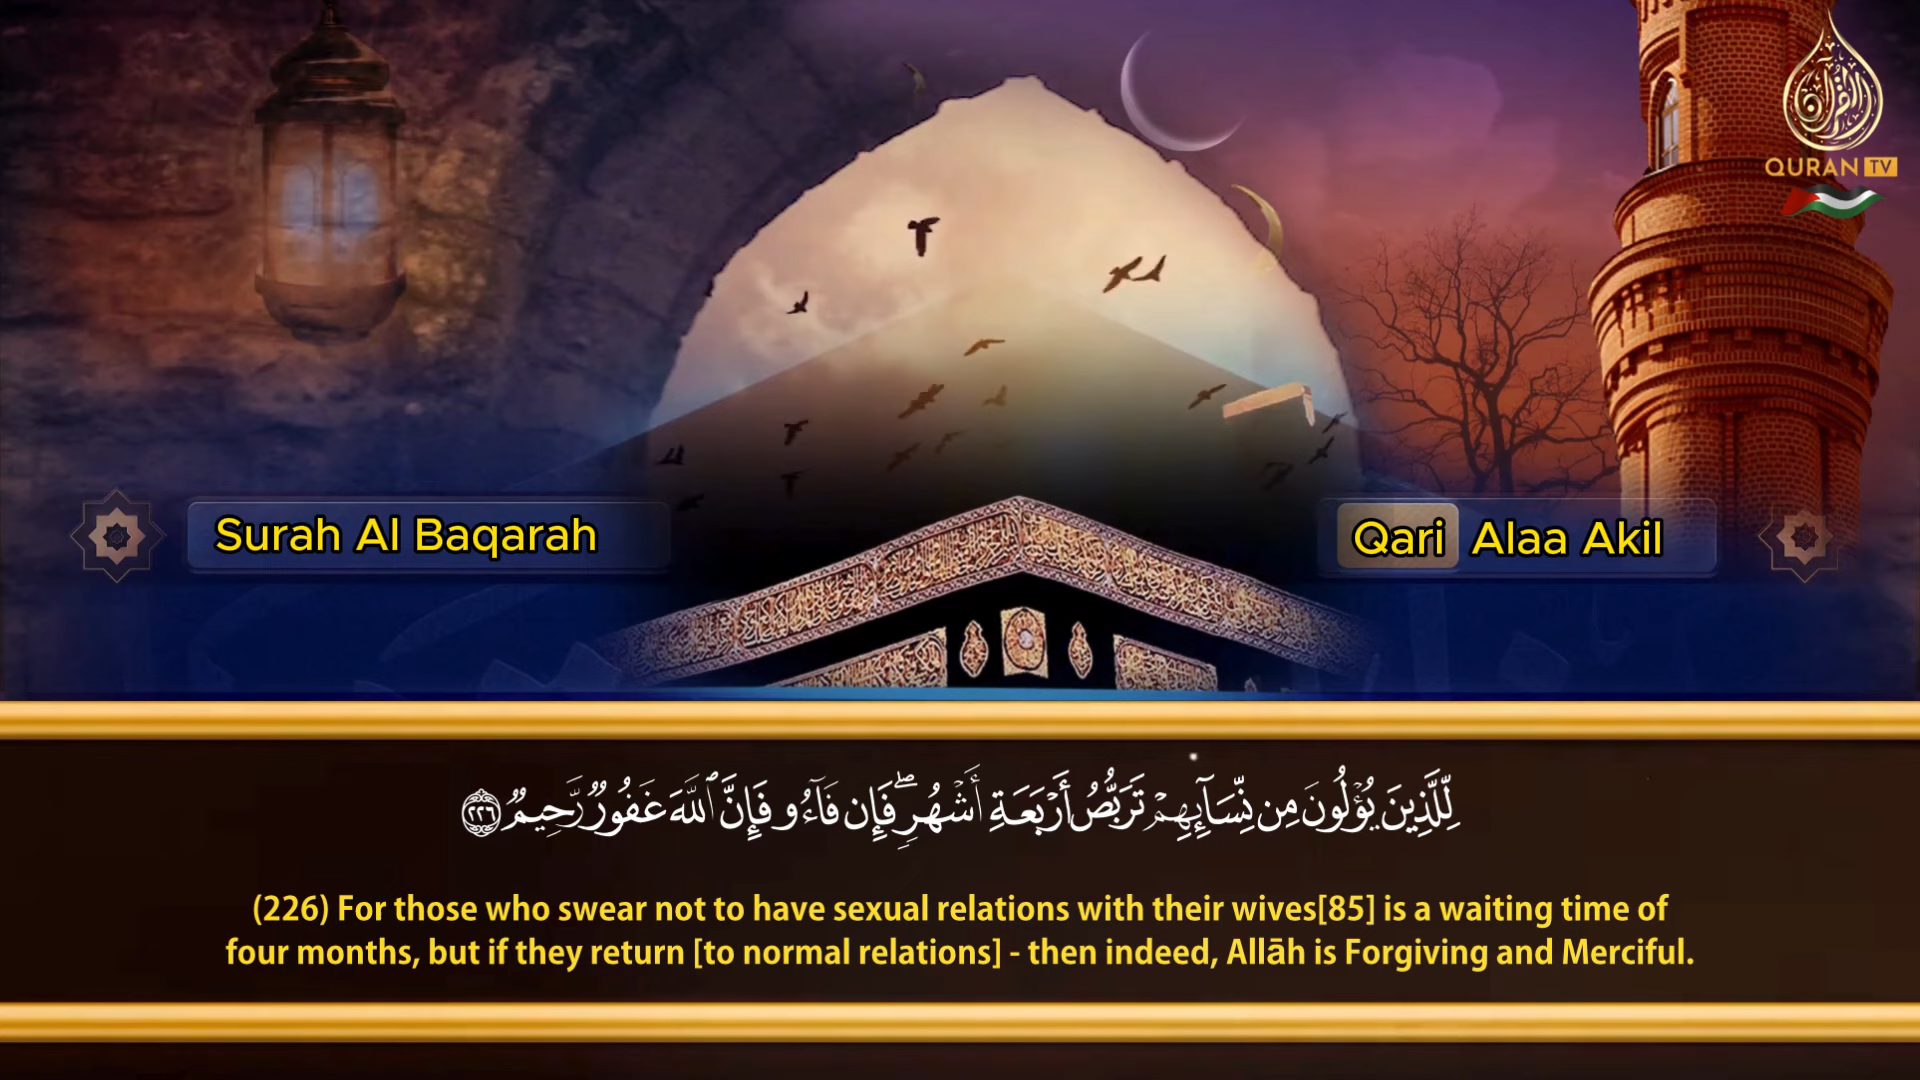 القرآن
QURAN TV
Surah Al Baqarah
Qari Alaa Akil
لِّلَّذِينَ يُؤْلُونَ مِن نِّسَآئِهِمْ تَرَبُّصُ أَرْبَعَةِ أَشْهُرٍۖ فَإِن فَآءُو فَإِنَّ ٱللَّهَ غَفُورٌ رَّحِيمٌ ٢٢٦
(226) For those who swear not to have sexual relations with their wives[85] is a waiting time of
four months, but if they return [to normal relations] - then indeed, Allāh is Forgiving and Merciful.